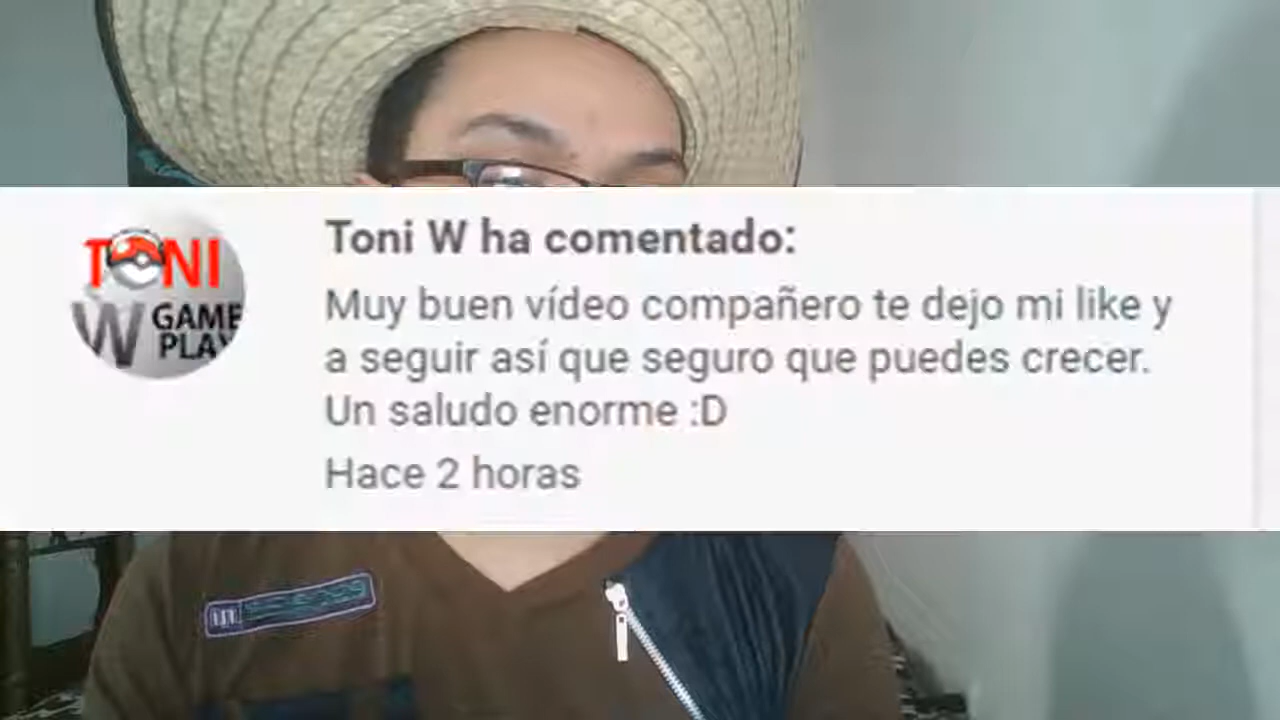 TONI
W GAME
PLAY
Toni W ha comentado:
Muy buen vídeo compañero te dejo mi like y
a seguir así que seguro que puedes crecer.
Un saludo enorme :D
Hace 2 horas